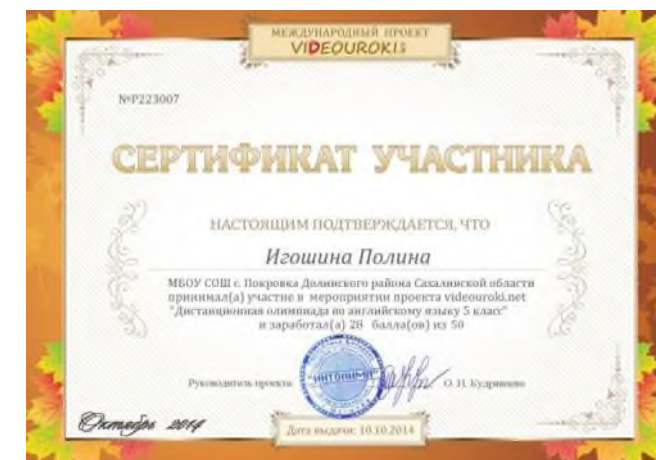 МЕЖДУНАРОДНЫЙ ПРОЕКТ
VIDEOUROKI
№Р223007
СЕРТИФИКАТ УЧАСТНИКА
НАСТОЯЩИМ ПОДТВЕРЖДАЕТСЯ, ЧТО
Игошина Полина
МБОУ СОШ с. Покровка Долинского района Сахалинской области
принимал(а) участие в мероприятии проекта videouroki.net
"Дистанционная олимпиада по английскому языку 5 класс"
и заработал(а) 28 балла(ов) из 50
Руководитель проекта
О. Н. Кудрявцева
Октябрь 2014
Дата выдачи: 10.10.2014